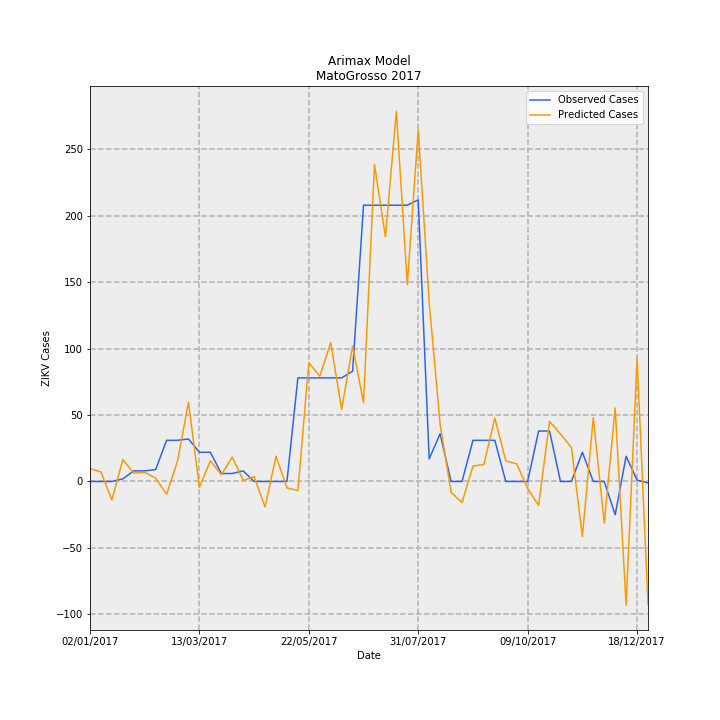 Arimax Model
MatoGrosso 2017
Observed Cases
Predicted Cases
250
200
150
100
50
0
−50
−100
ZIKV Cases
02/01/2017 13/03/2017 22/05/2017 31/07/2017 09/10/2017 18/12/2017
Date